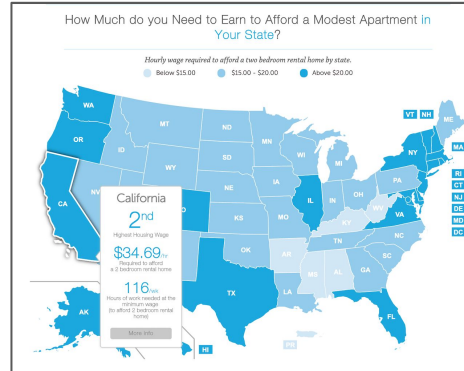 How Much do you Need to Earn to Afford a Modest Apartment in
Your State?
Hourly wage required to afford a two bedroom rental home by state.
Below $15.00
$15.00 - $20.00
Above $20.00
WA
OR
CA
NV
ID
MT
WY
ND
SD
NE
KS
OK
TX
MN
IA
MO
AR
LA
WI
IL
MI
IN
OH
KY
TN
MS
AL
GA
FL
SC
NC
VA
WV
PA
NY
ME
VT
NH
MA
RI
CT
NJ
DE
MD
DC
AK
HI
PR
California
2nd
Highest Housing Wage
$34.69/hr
Required to afford
a 2 bedroom rental home
116/wk
Hours of work needed at the
minimum wage
(to afford 2 bedroom rental
home)
More info